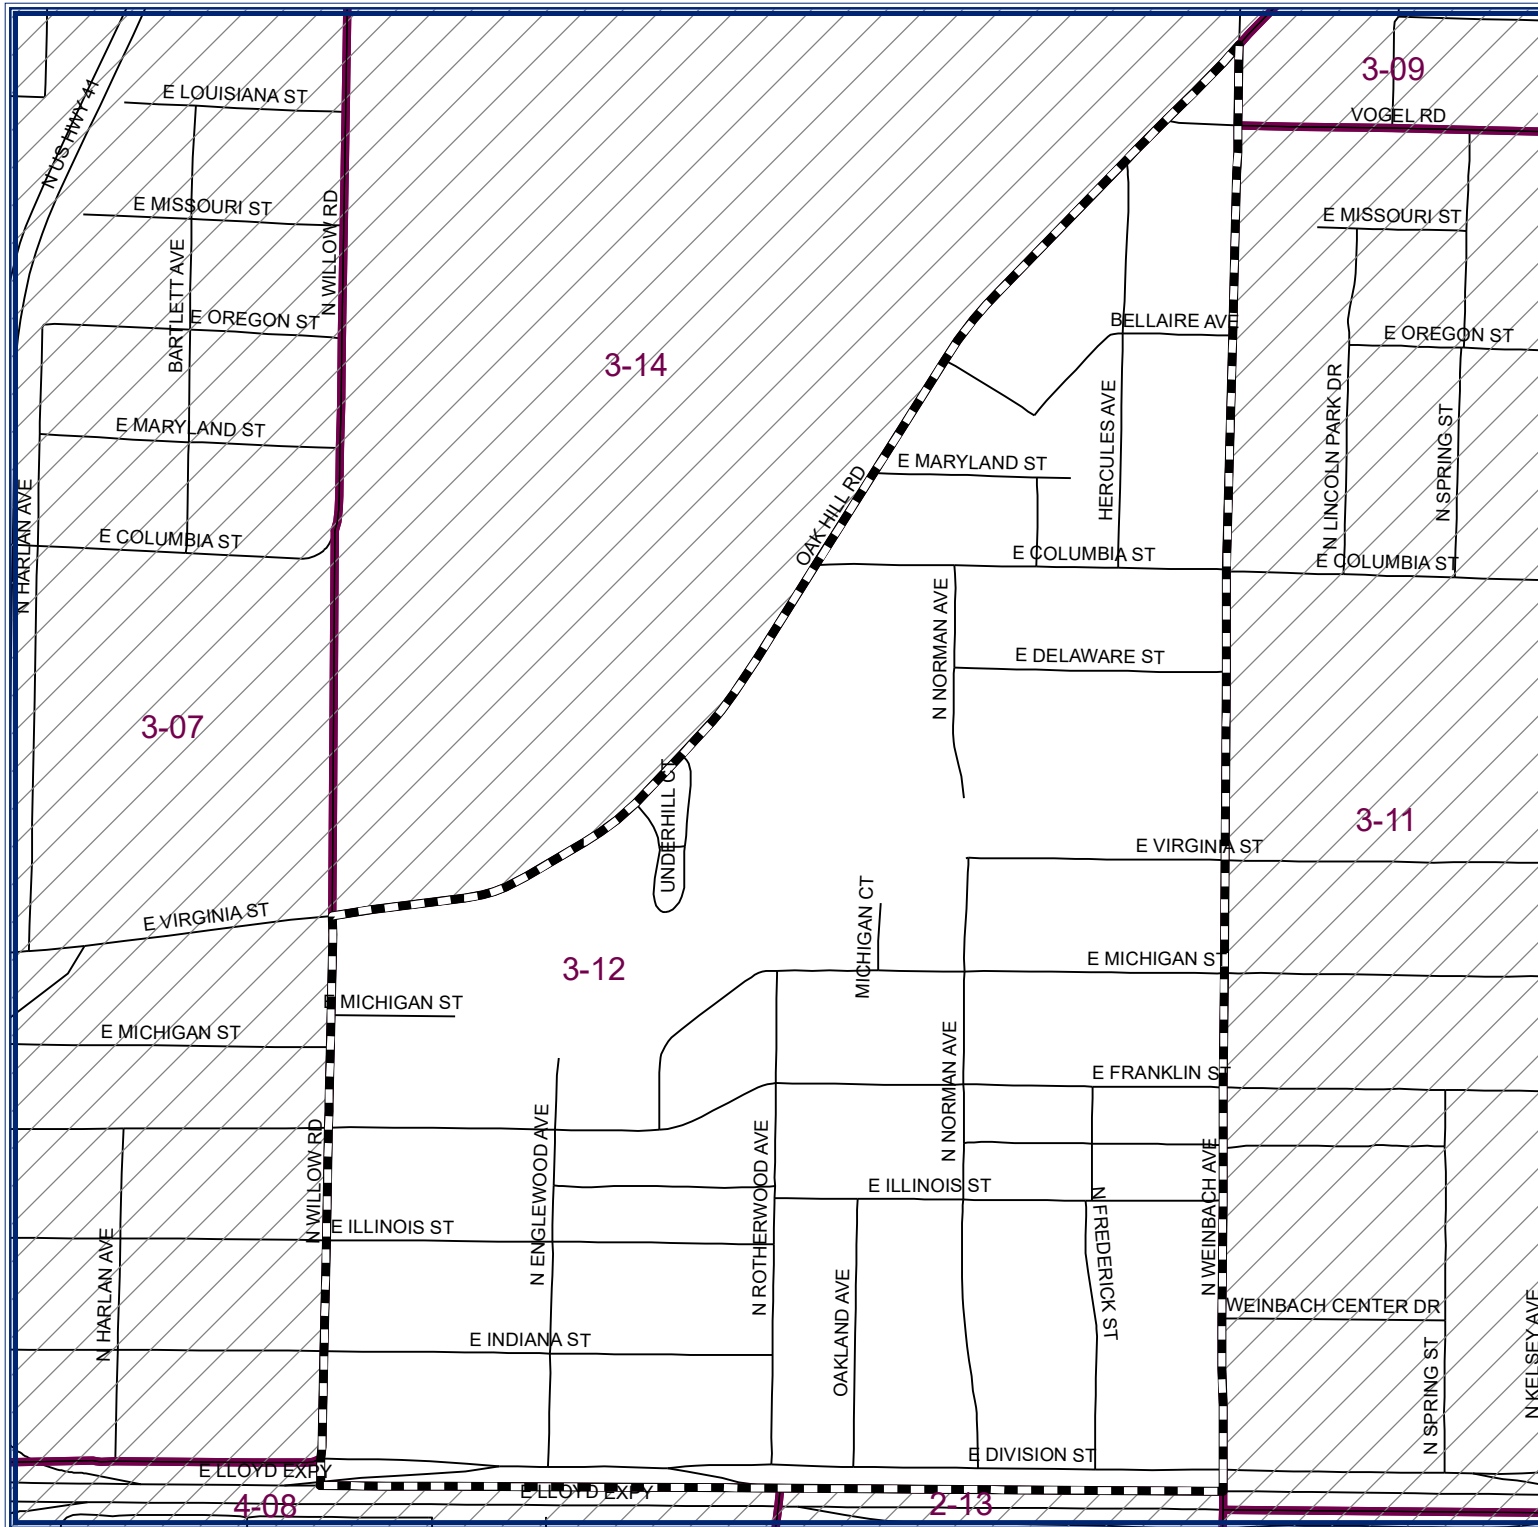 3-09
N US HWY 41
E LOUISIANA ST
VOGEL RD
E MISSOURI ST
E MISSOURI ST
N WILLOW RD
BARTLETT AVE
E OREGON ST
BELLAIRE AVE
E OREGON ST
3-14
E MARYLAND ST
HERCULES AVE
N LINCOLN PARK DR
N SPRING ST
E MARYLAND ST
OAK HILL RD
N HARLAN AVE
E COLUMBIA ST
E COLUMBIA ST
E COLUMBIA ST
N NORMAN AVE
E DELAWARE ST
3-07
UNDERHILL CT
3-11
E VIRGINIA ST
E VIRGINIA ST
MICHIGAN CT
3-12
E MICHIGAN ST
E MICHIGAN ST
E MICHIGAN ST
N NORMAN AVE
E FRANKLIN ST
N WILLOW RD
N ENGLEWOOD AVE
N ROTHERWOOD AVE
N WEINBACH AVE
E ILLINOIS ST
E ILLINOIS ST
N FREDERICK ST
N HARLAN AVE
OAKLAND AVE
WEINBACH CENTER DR
N KELSEY AVE
E INDIANA ST
N SPRING ST
E DIVISION ST
E LLOYD EXPY
E LLOYD EXPY
4-08
2-13